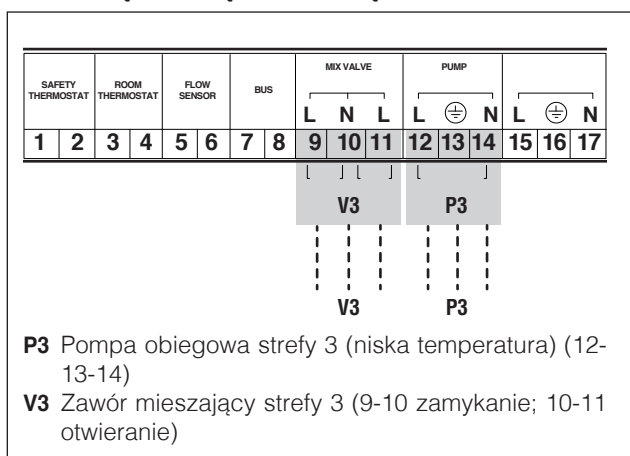 MIX VALVE PUMP
SAFETY THERMOSTAT ROOM THERMOSTAT FLOW SENSOR BUS
L N L L N L N
1 2 3 4 5 6 7 8 9 10 11 12 13 14 15 16 17
V3 P3
V3 P3
P3 Pompa obiegowa strefy 3 (niska temperatura) (12-
13-14)
V3 Zawór mieszający strefy 3 (9-10 zamykanie; 10-11
otwieranie)